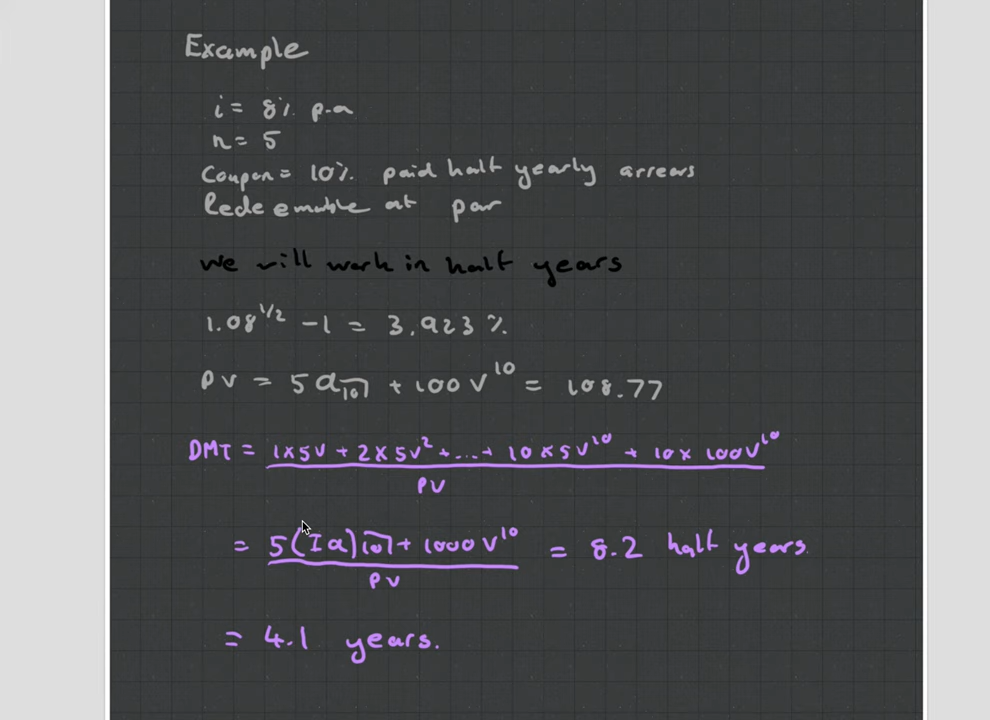 Example
i = 8% p.a
n = 5
Coupon = 10% paid half yearly arrears
Redeemable at par
we will work in half years
1.08^1/2 - 1 = 3.923%
PV = 5a10⌉ + 100v^10 = 108.77
DMT = 1×5v + 2×5v^2 + ... + 10×5v^10 + 10×100v^10
PV
= 5(Ia)10⌉ + 1000v^10 = 8.2 half years.
PV
= 4.1 years.